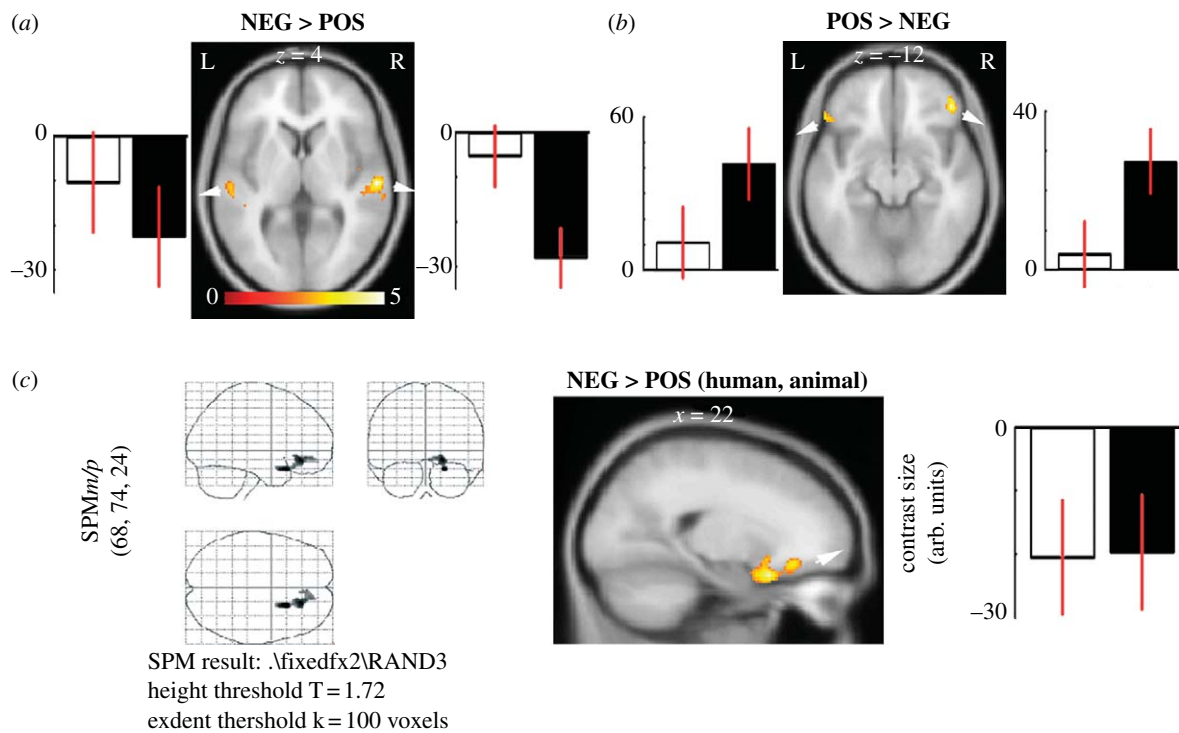 (a)
NEG > POS
(b)
POS > NEG
L
z = 4
R
L
z = –12
R
0
–30
0
–30
60
0
40
0
0
5
(c)
SPMm/p
(68, 74, 24)
NEG > POS (human, animal)
x = 22
contrast size
(arb. units)
0
–30
SPM result: .\fixedfx2\RAND3
height threshold T = 1.72
exdent thershold k = 100 voxels